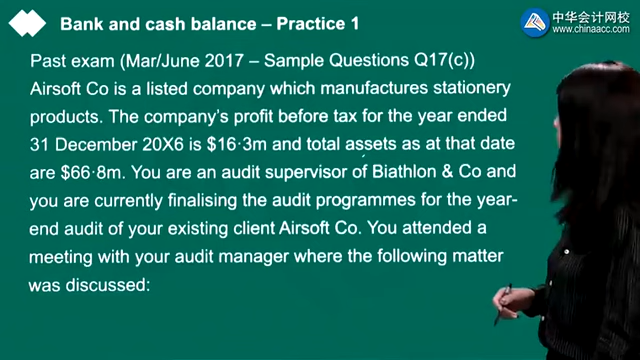 Bank and cash balance – Practice 1
中华会计网校
www.chinaacc.com
Past exam (Mar/June 2017 – Sample Questions Q17(c))
Airsoft Co is a listed company which manufactures stationery
products. The company's profit before tax for the year ended
31 December 20X6 is $16·3m and total assets as at that date
are $66·8m. You are an audit supervisor of Biathlon & Co and
you are currently finalising the audit programmes for the year-
end audit of your existing client Airsoft Co. You attended a
meeting with your audit manager where the following matter
was discussed: